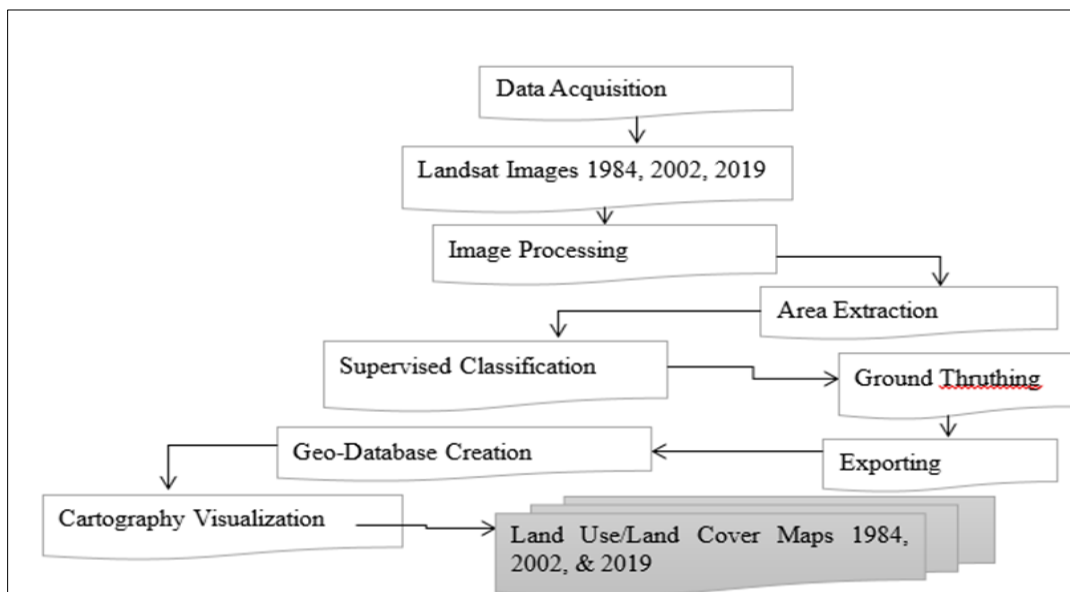 Data Acquisition
Landsat Images 1984, 2002, 2019
Image Processing
Area Extraction
Supervised Classification
Ground Thruthing
Exporting
Geo-Database Creation
Cartography Visualization
Land Use/Land Cover Maps 1984,
2002, & 2019